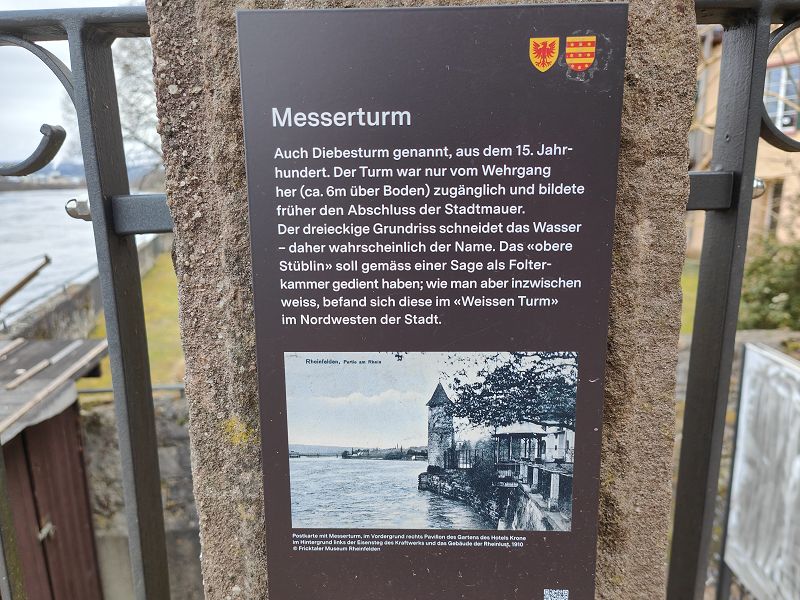 Messerturm
Auch Diebesturm genannt, aus dem 15. Jahr-
hundert. Der Turm war nur vom Wehrgang
her (ca. 6m über Boden) zugänglich und bildete
früher den Abschluss der Stadtmauer.
Der dreieckige Grundriss schneidet das Wasser
– daher wahrscheinlich der Name. Das «obere
Stüblin» soll gemäss einer Sage als Folter-
kammer gedient haben; wie man aber inzwischen
weiss, befand sich diese im «Weissen Turm»
im Nordwesten der Stadt.
Rheinfelden. Partie am Rhein
Postkarte mit Messerturm, im Vordergrund rechts Pavillon des Gartens des Hotels Krone
im Hintergrund links der Eisensteg des Kraftwerks und das Gebäude der Rheinlust, 1910
© Fricktaler Museum Rheinfelden